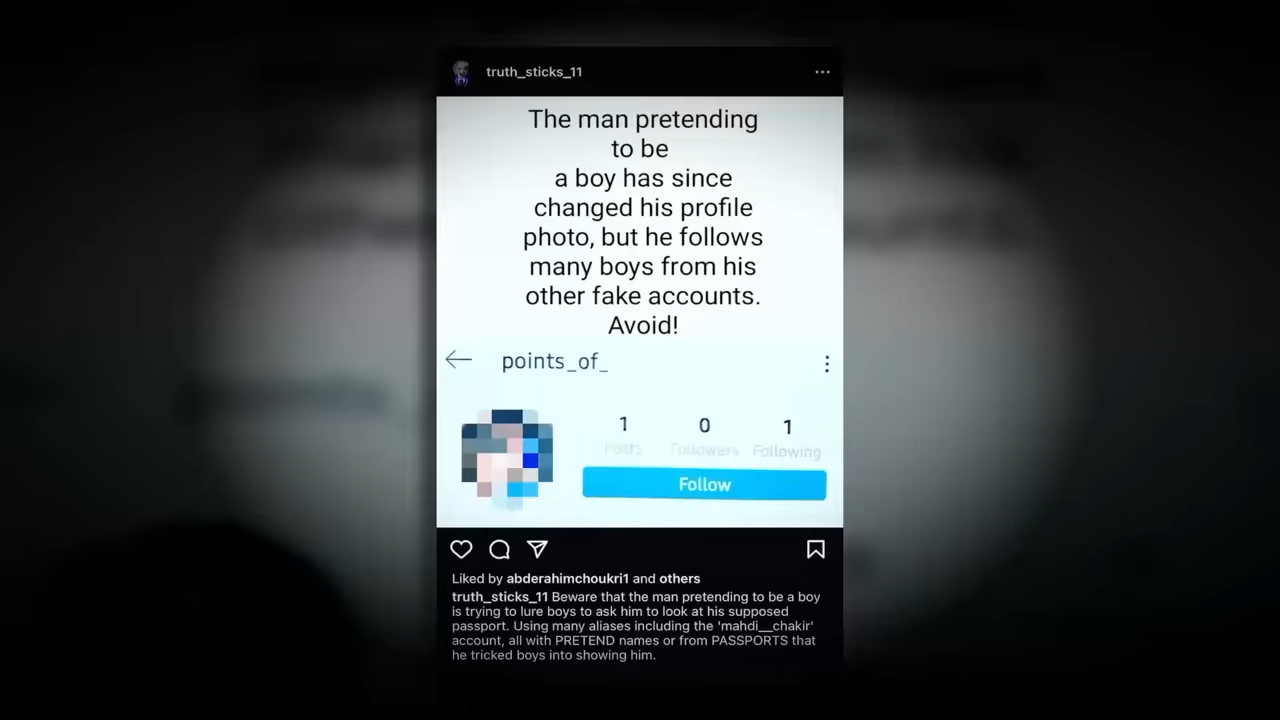 truth_sticks_11
The man pretending
to be
a boy has since
changed his profile
photo, but he follows
many boys from his
other fake accounts.
Avoid!
points_of_
1 0 1
Posts Followers Following
Follow
Liked by abderahimchoukri1 and others
truth_sticks_11 Beware that the man pretending to be a boy
is trying to lure boys to ask him to look at his supposed
passport. Using many aliases including the 'mahdi__chakir'
account, all with PRETEND names or from PASSPORTS that
he tricked boys into showing him.